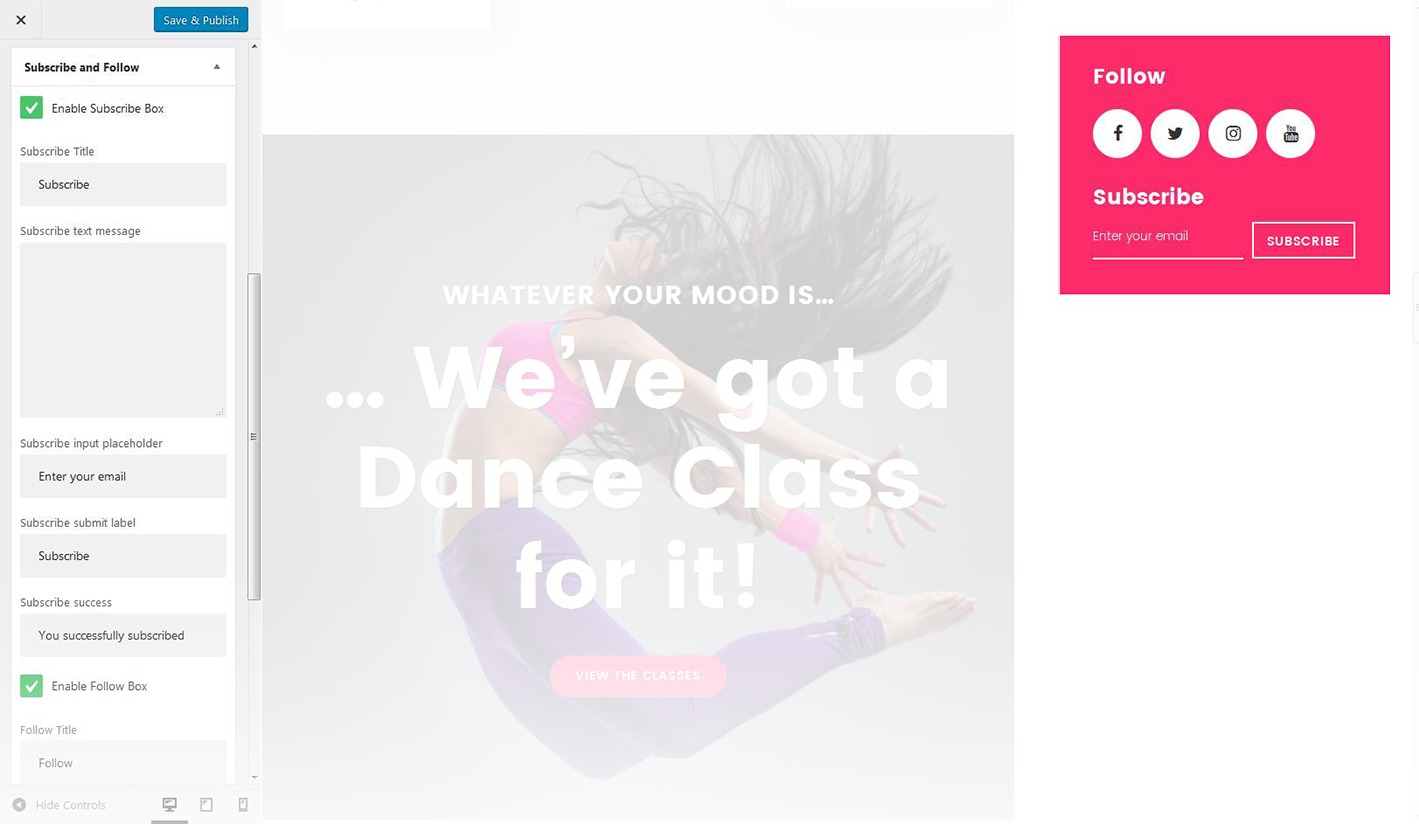 Save & Publish
Subscribe and Follow
Enable Subscribe Box
Subscribe Title
Subscribe
Subscribe text message
Subscribe input placeholder
Enter your email
Subscribe submit label
Subscribe
Subscribe success
You successfully subscribed
Enable Follow Box
Follow Title
Follow
Hide Controls
WHATEVER YOUR MOOD IS...
... We've got a
Dance Class
for it!
VIEW THE CLASSES
Follow
You
Tube
Subscribe
Enter your email
SUBSCRIBE